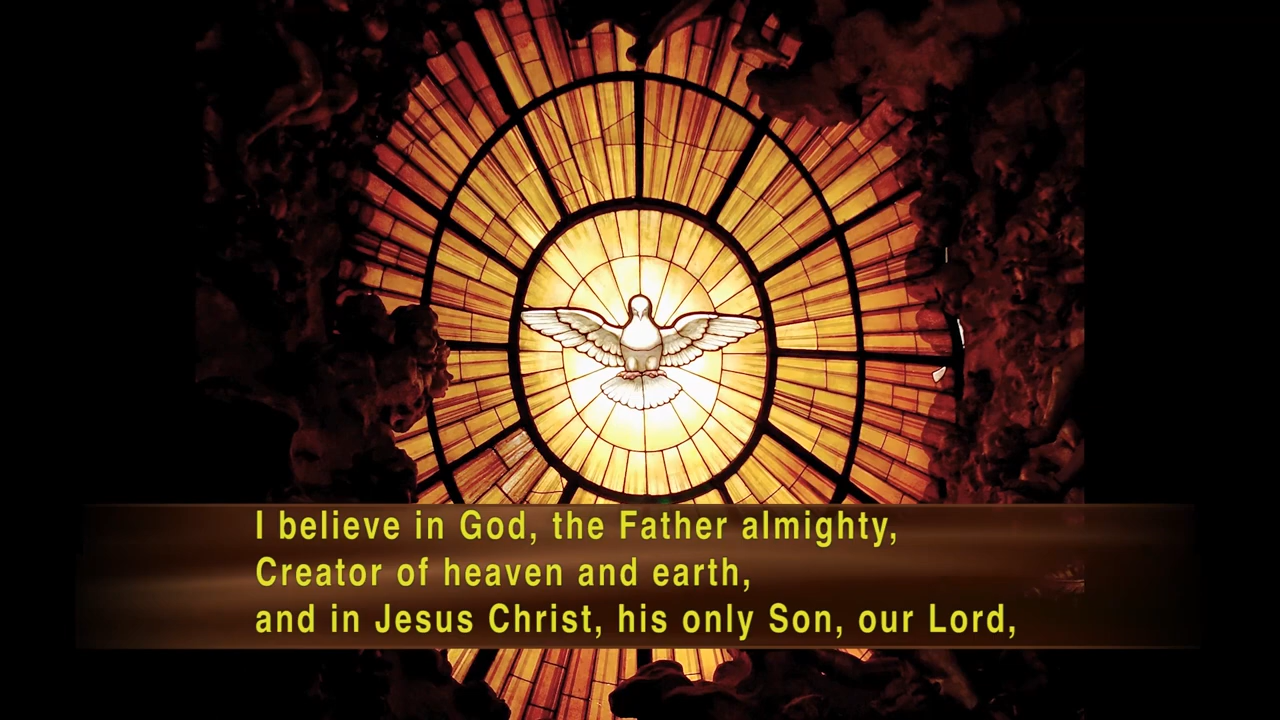 I believe in God, the Father almighty,
Creator of heaven and earth,
and in Jesus Christ, his only Son, our Lord,